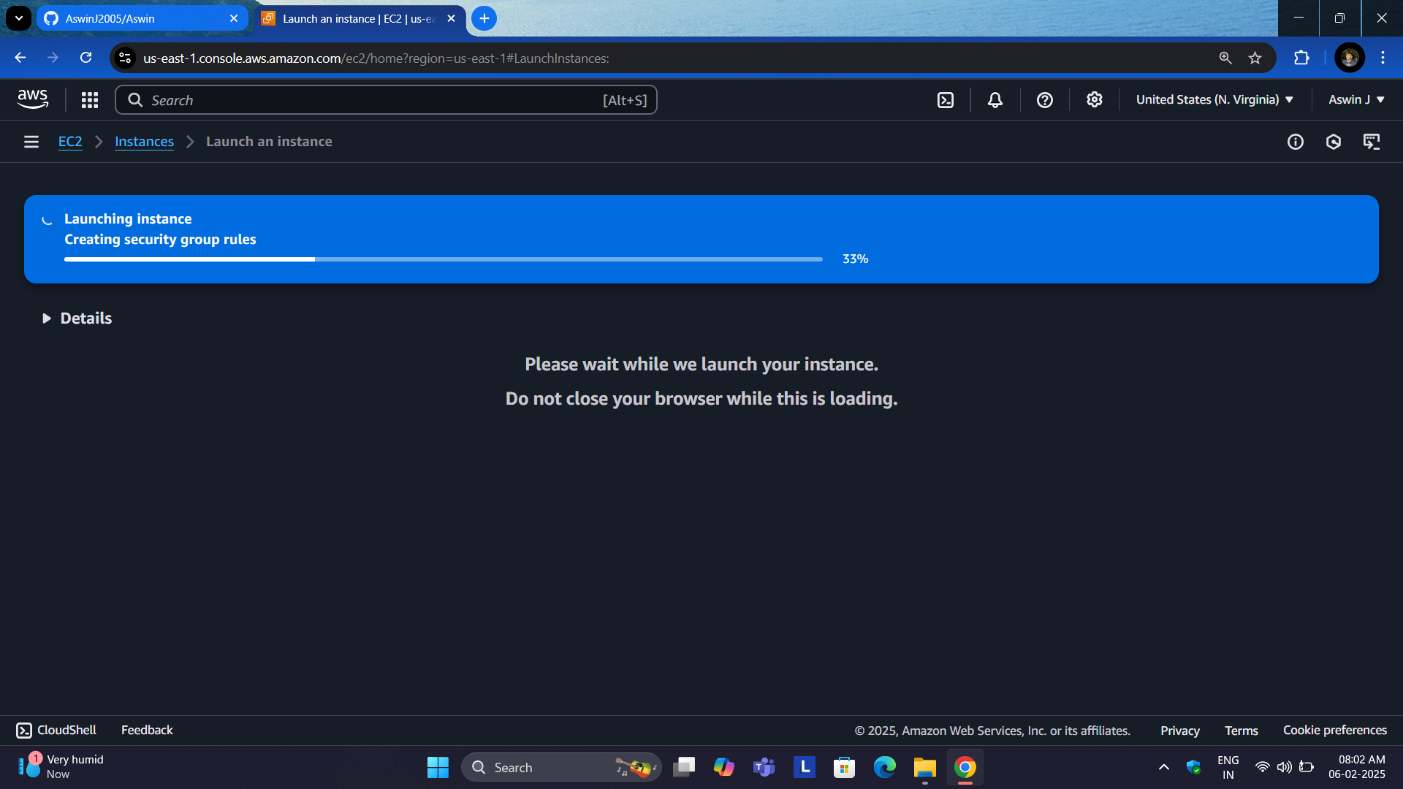 AswinJ2005/Aswin
Launch an instance | EC2 | us-ea
us-east-1.console.aws.amazon.com/ec2/home?region=us-east-1#LaunchInstances:
aws
Search
[Alt+S]
United States (N. Virginia)
Aswin J
EC2
Instances
Launch an instance
Launching instance
Creating security group rules
33%
Details
Please wait while we launch your instance.
Do not close your browser while this is loading.
CloudShell
Feedback
© 2025, Amazon Web Services, Inc. or its affiliates.
Privacy
Terms
Cookie preferences
1
Very humid
Now
Search
L
ENG
IN
08:02 AM
06-02-2025